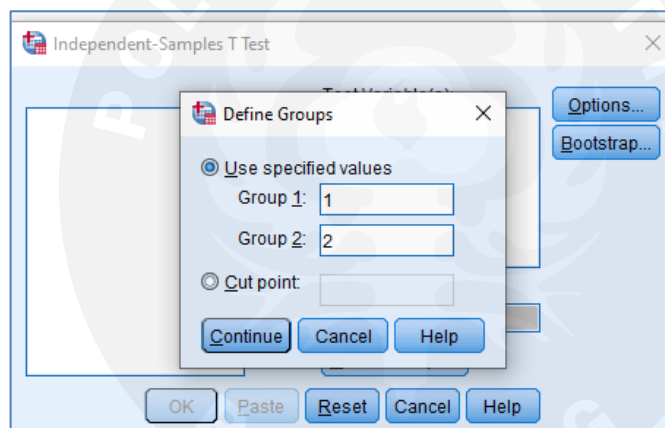 Independent-Samples T Test
Test Variable(s):
Options...
Bootstrap...
Define Groups
Use specified values
Group 1: 1
Group 2: 2
Cut point:
Continue Cancel Help
OK Paste Reset Cancel Help